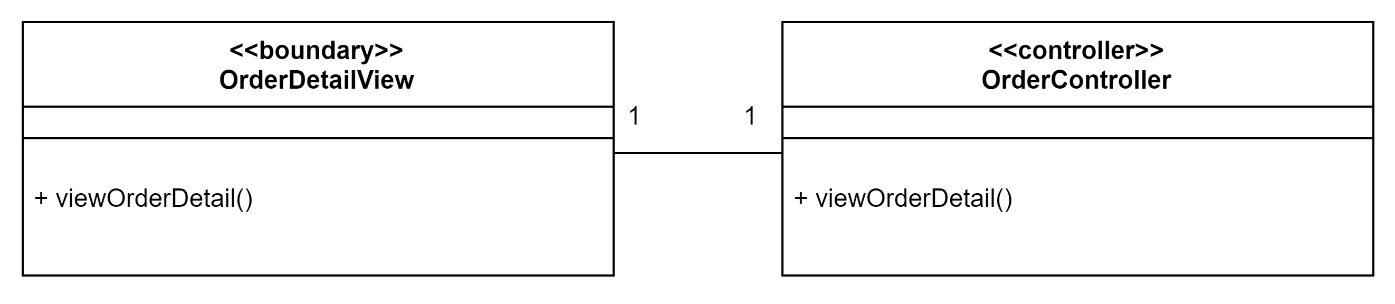 <<boundary>>
OrderDetailView
+ viewOrderDetail()
1
1
<<controller>>
OrderController
+ viewOrderDetail()